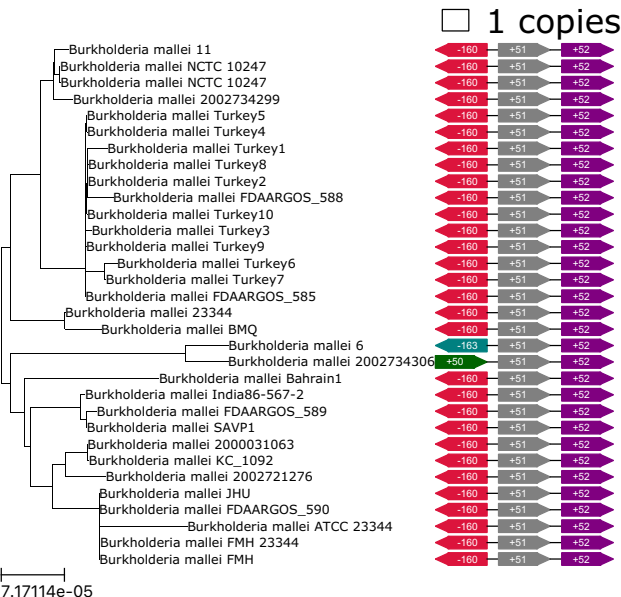 1 copies
Burkholderia mallei 11 -160 +51 +52
Burkholderia mallei NCTC 10247 -160 +51 +52
Burkholderia mallei NCTC 10247 -160 +51 +52
Burkholderia mallei 2002734299 -160 +51 +52
Burkholderia mallei Turkey5 -160 +51 +52
Burkholderia mallei Turkey4 -160 +51 +52
Burkholderia mallei Turkey1 -160 +51 +52
Burkholderia mallei Turkey8 -160 +51 +52
Burkholderia mallei Turkey2 -160 +51 +52
Burkholderia mallei FDAARGOS_588 -160 +51 +52
Burkholderia mallei Turkey10 -160 +51 +52
Burkholderia mallei Turkey3 -160 +51 +52
Burkholderia mallei Turkey9 -160 +51 +52
Burkholderia mallei Turkey6 -160 +51 +52
Burkholderia mallei Turkey7 -160 +51 +52
Burkholderia mallei FDAARGOS_585 -160 +51 +52
Burkholderia mallei 23344 -160 +51 +52
Burkholderia mallei BMQ -160 +51 +52
Burkholderia mallei 6 -163 +51 +52
Burkholderia mallei 2002734306 +50 +51 +52
Burkholderia mallei Bahrain1 -160 +51 +52
Burkholderia mallei India86-567-2 -160 +51 +52
Burkholderia mallei FDAARGOS_589 -160 +51 +52
Burkholderia mallei SAVP1 -160 +51 +52
Burkholderia mallei 2000031063 -160 +51 +52
Burkholderia mallei KC_1092 -160 +51 +52
Burkholderia mallei 2002721276 -160 +51 +52
Burkholderia mallei JHU -160 +51 +52
Burkholderia mallei FDAARGOS_590 -160 +51 +52
Burkholderia mallei ATCC 23344 -160 +51 +52
Burkholderia mallei FMH 23344 -160 +51 +52
Burkholderia mallei FMH -160 +51 +52
7.17114e-05